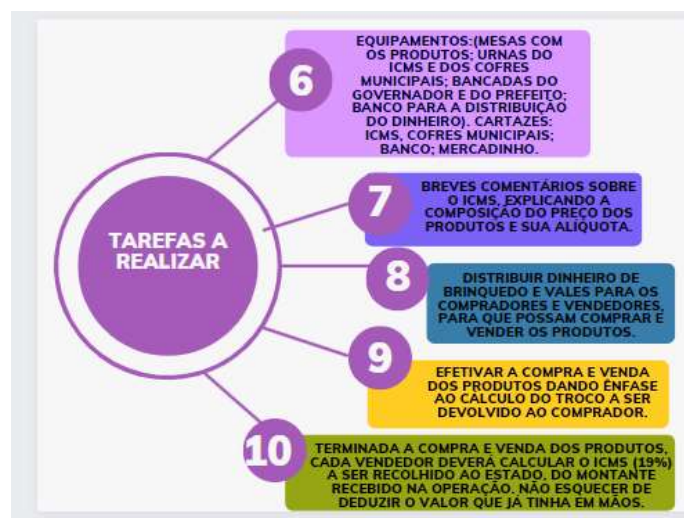 EQUIPAMENTOS:(MESAS COM
OS PRODUTOS; URNAS DO
ICMS E DOS COFRES
MUNICIPAIS; BANCADAS DO
GOVERNADOR E DO PREFEITO;
BANCO PARA A DISTRIBUIÇÃO
DO DINHEIRO). CARTAZES:
ICMS, COFRES MUNICIPAIS;
BANCO; MERCADINHO.
6
BREVES COMENTÁRIOS SOBRE
O ICMS, EXPLICANDO A
COMPOSIÇÃO DO PREÇO DOS
PRODUTOS E SUA ALÍQUOTA.
7
TAREFAS A
REALIZAR
8
DISTRIBUIR DINHEIRO DE
BRINQUEDO E VALES PARA OS
COMPRADORES E VENDEDORES,
PARA QUE POSSAM COMPRAR E
VENDER OS PRODUTOS.
9
EFETIVAR A COMPRA E VENDA
DOS PRODUTOS DANDO ÊNFASE
AO CÁLCULO DO TROCO A SER
DEVOLVIDO AO COMPRADOR.
10
TERMINADA A COMPRA E VENDA DOS PRODUTOS,
CADA VENDEDOR DEVERÁ CALCULAR O ICMS (19%)
A SER RECOLHIDO AO ESTADO, DO MONTANTE
RECEBIDO NA OPERAÇÃO. NÃO ESQUECER DE
DEDUZIR O VALOR QUE JÁ TINHA EM MÃOS.